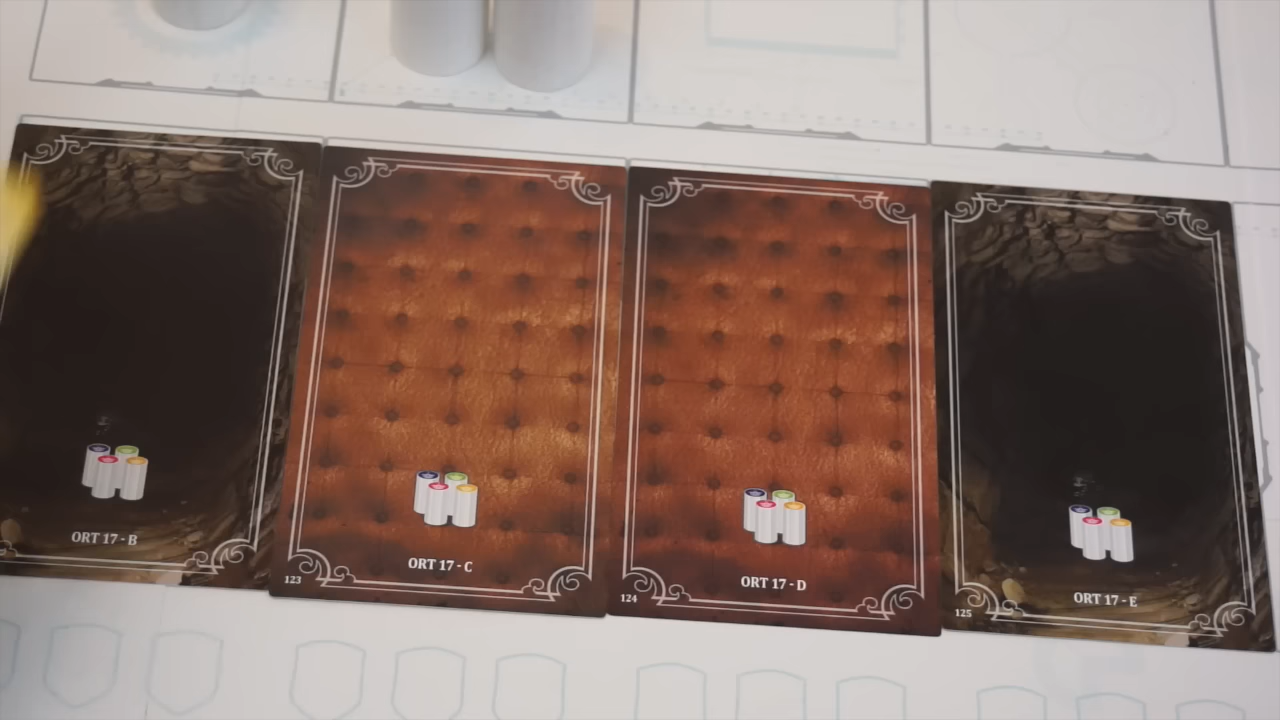 ORT 17 - B
ORT 17 - C
123
ORT 17 - D
124
ORT 17 - E
125